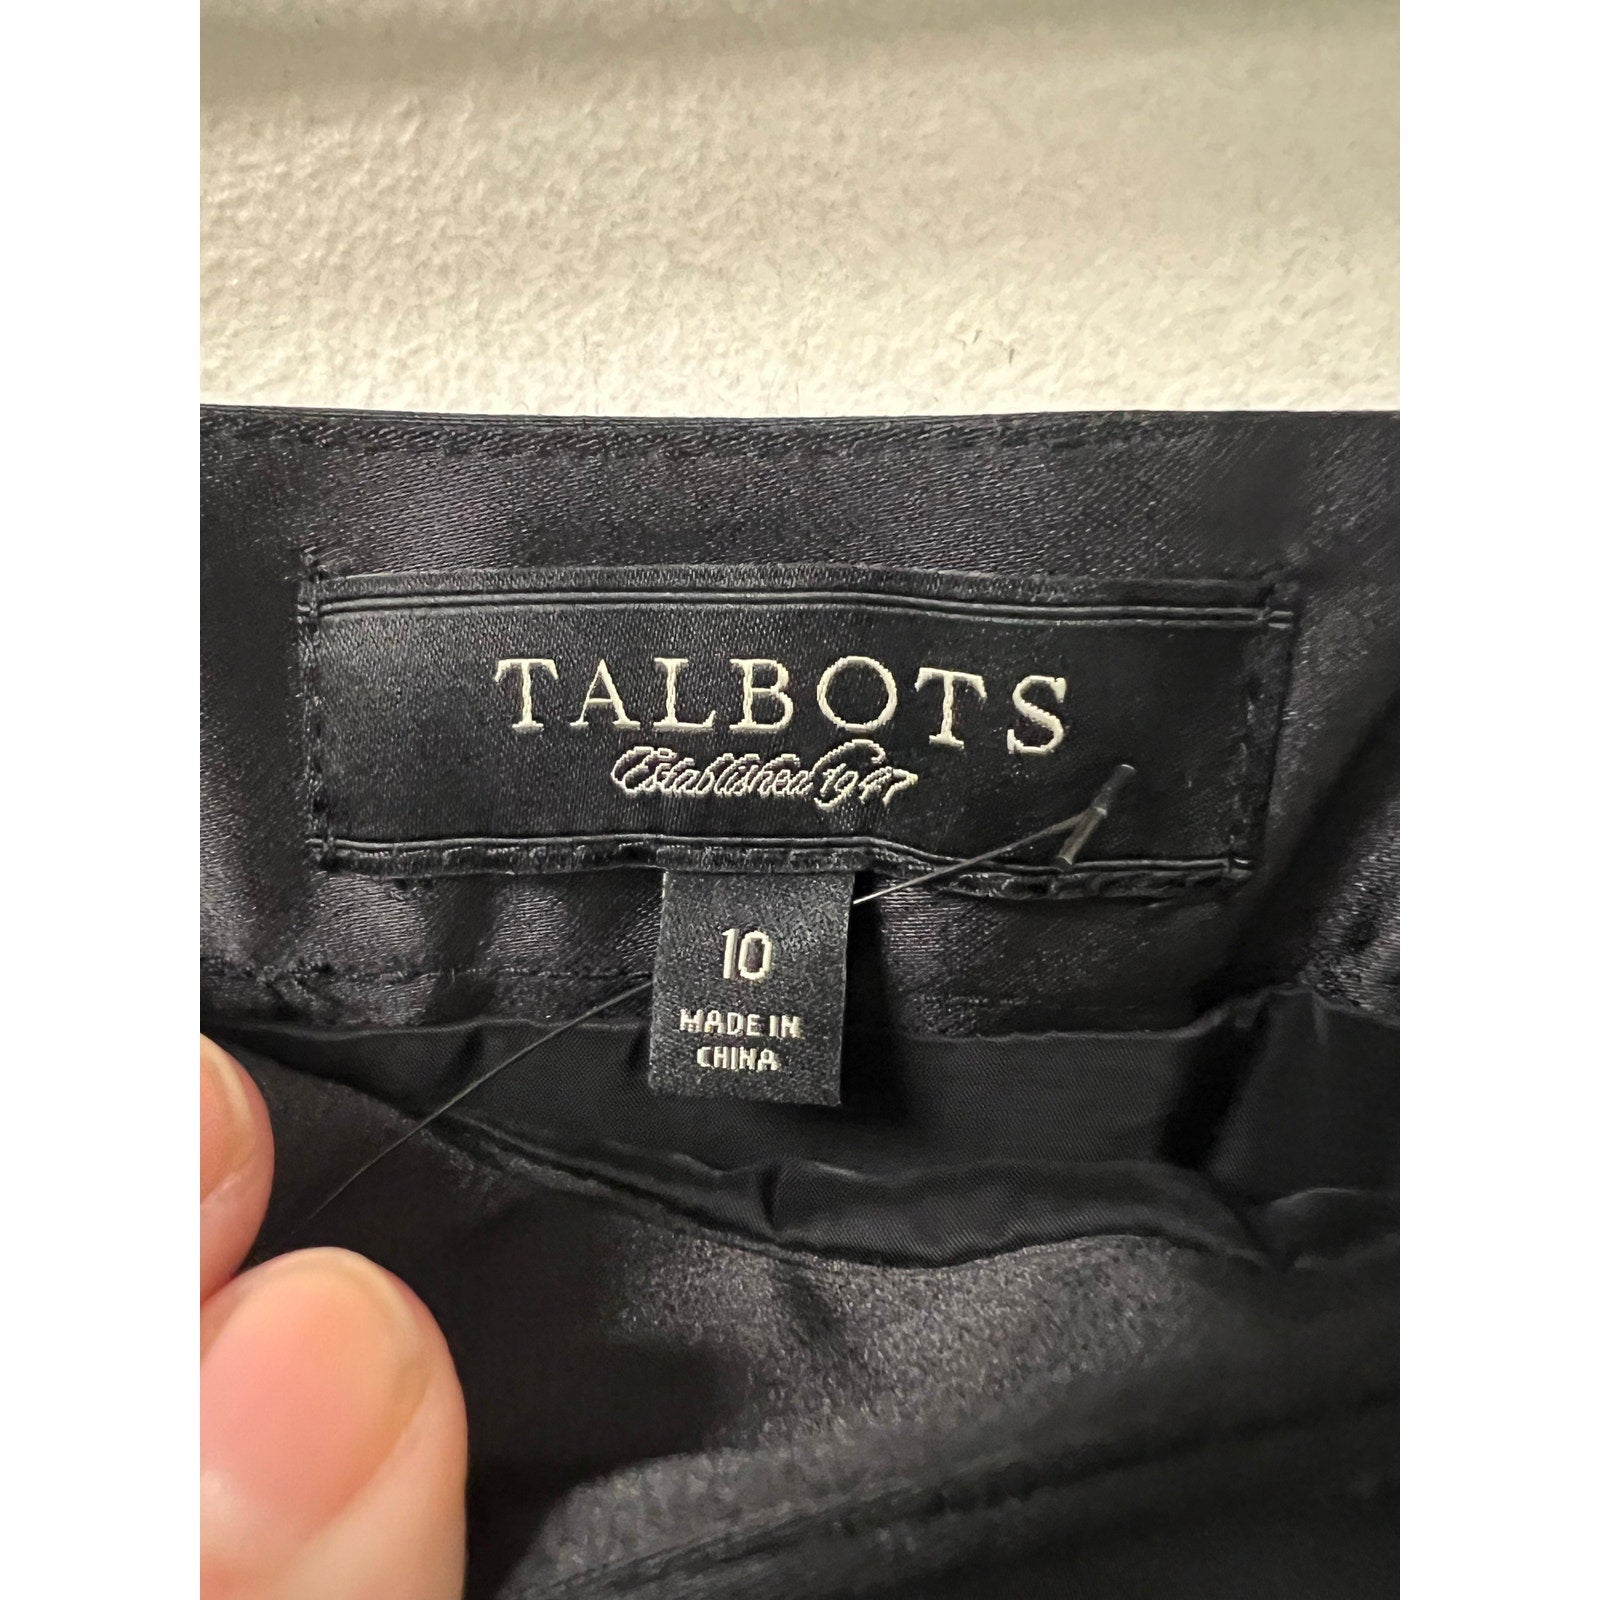 TALBOTS
Established 1947
10
MADE IN
CHINA